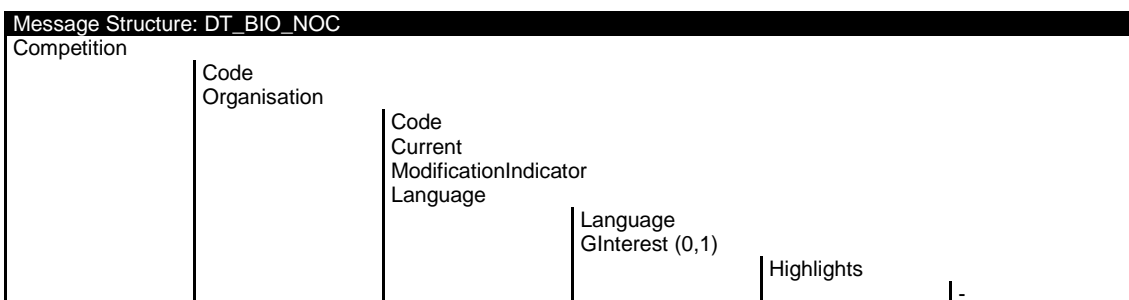 Message Structure: DT_BIO_NOC
Competition
Code
Organisation
Code
Current
ModificationIndicator
Language
Language
GInterest (0,1)
Highlights
-